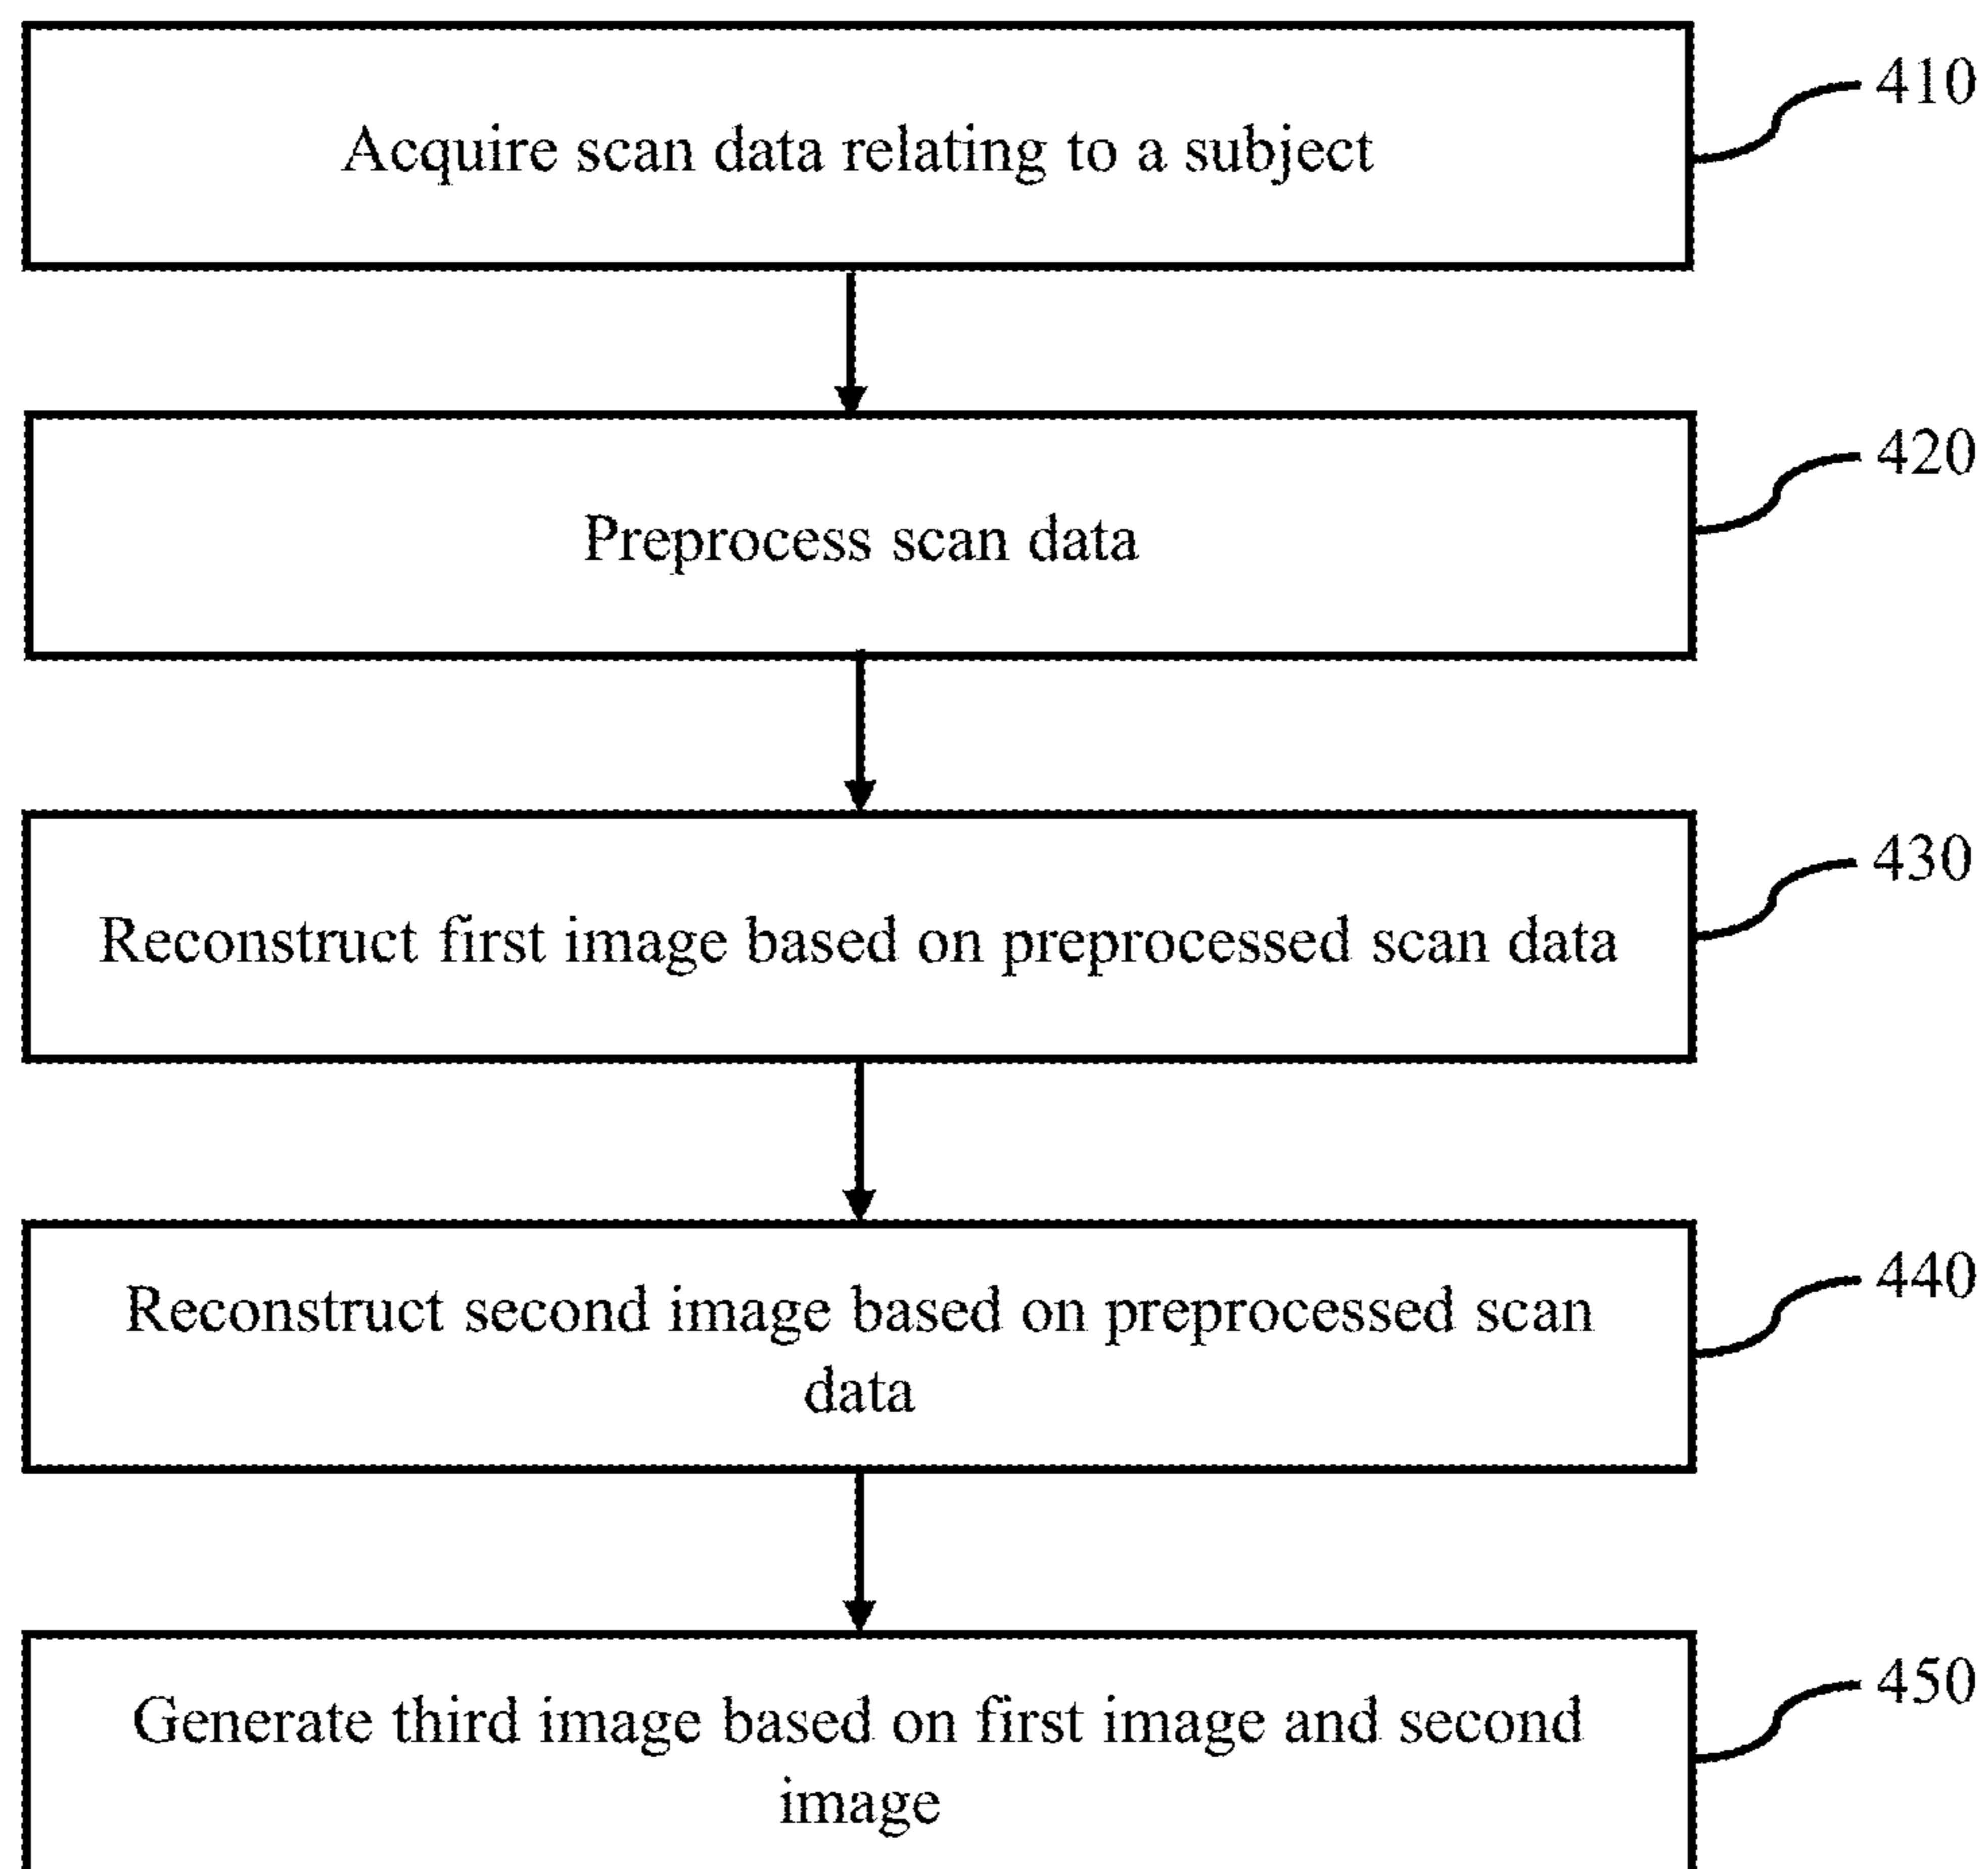 410
Acquire scan data relating to a subject
420
Preprocess scan data
430
Reconstruct first image based on preprocessed scan data
440
Reconstruct second image based on preprocessed scan
data
450
Generate third image based on first image and second
image